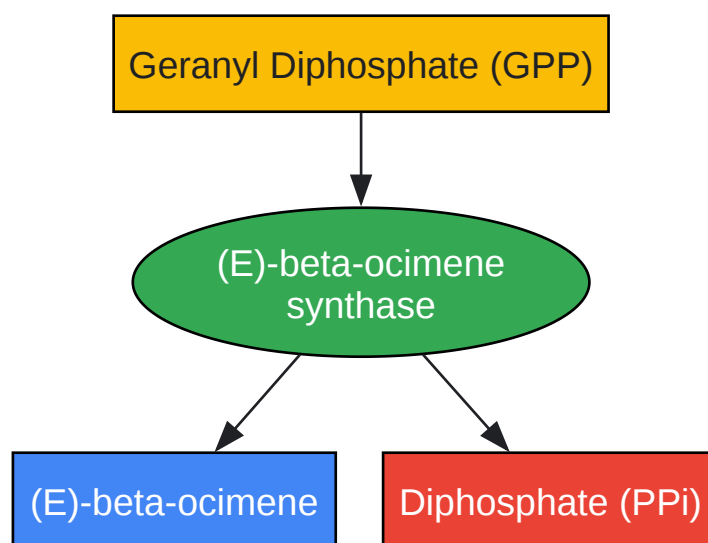 Geranyl Diphosphate (GPP)
(E)-beta-ocimene
synthase
(E)-beta-ocimene
Diphosphate (PPi)